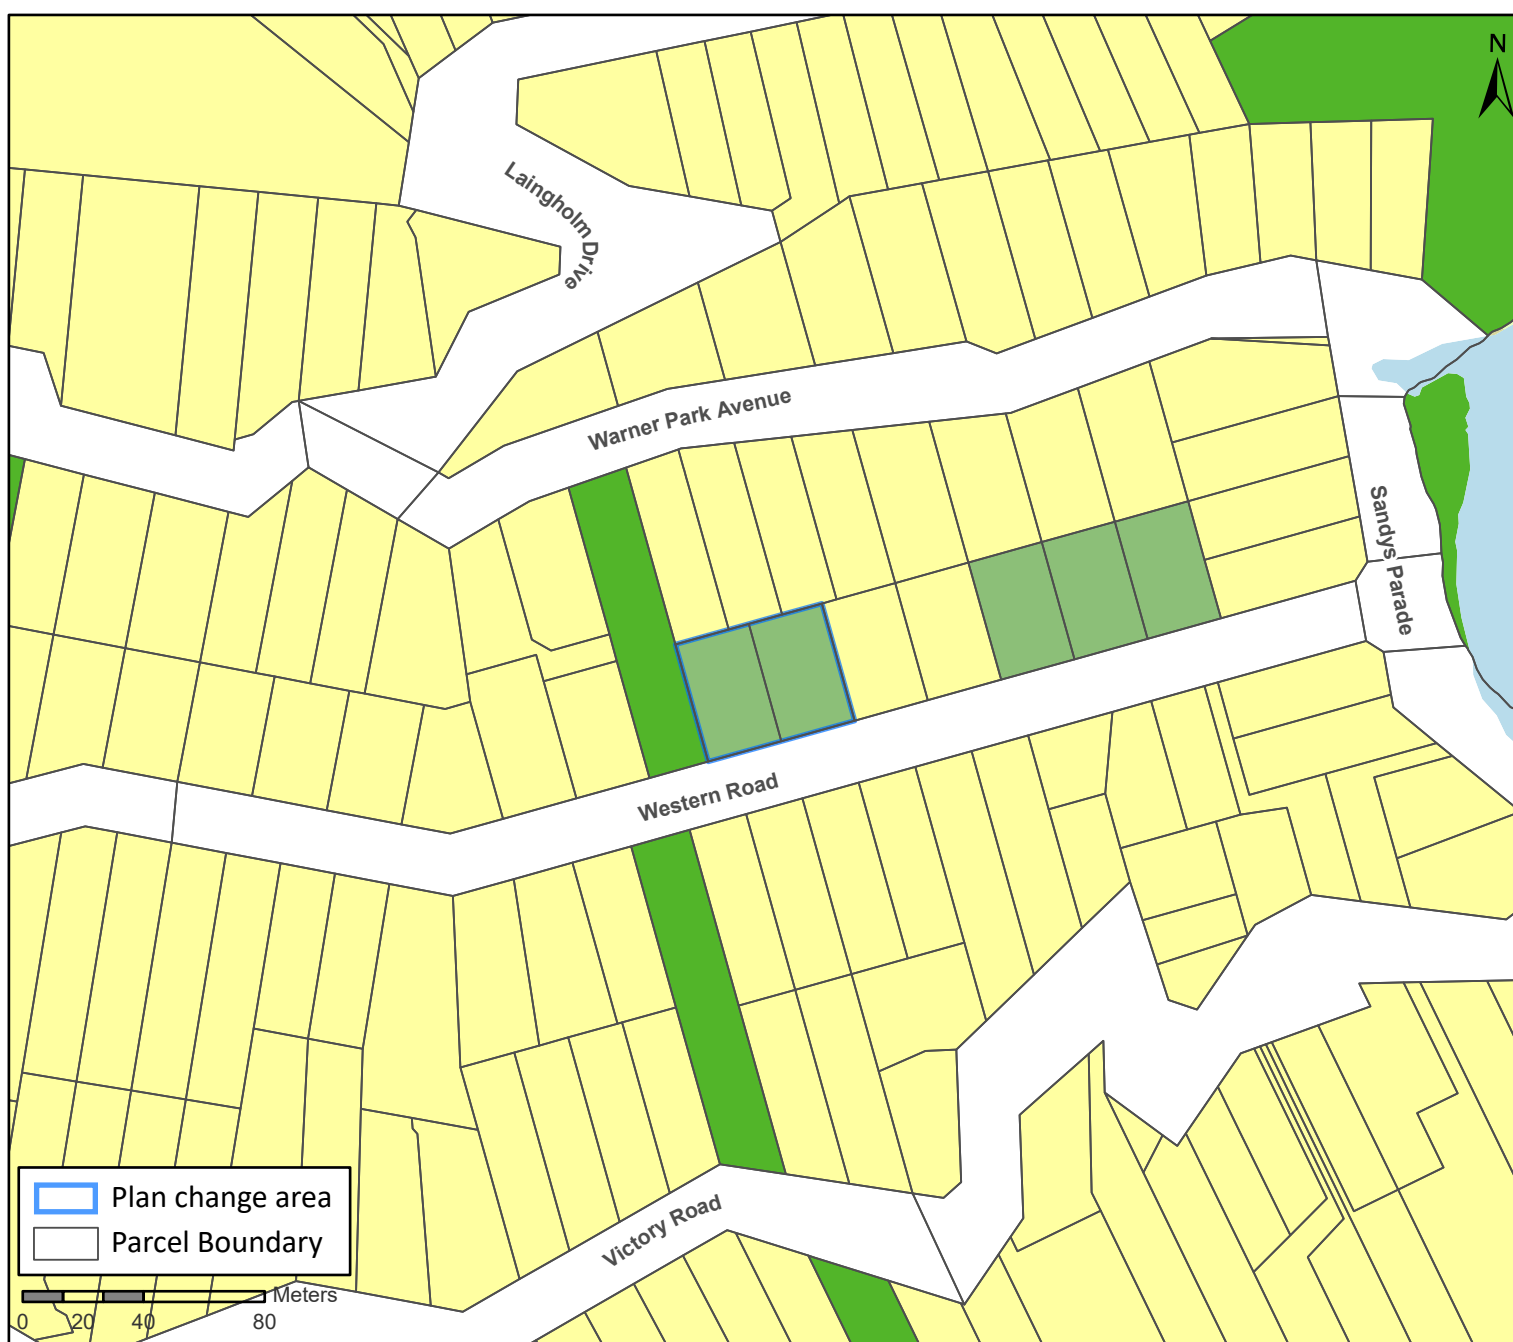 N
Laingholm Drive
Warner Park Avenue
Sandys Parade
Western Road
Victory Road
Plan change area
Parcel Boundary
Meters
0 20 40 80